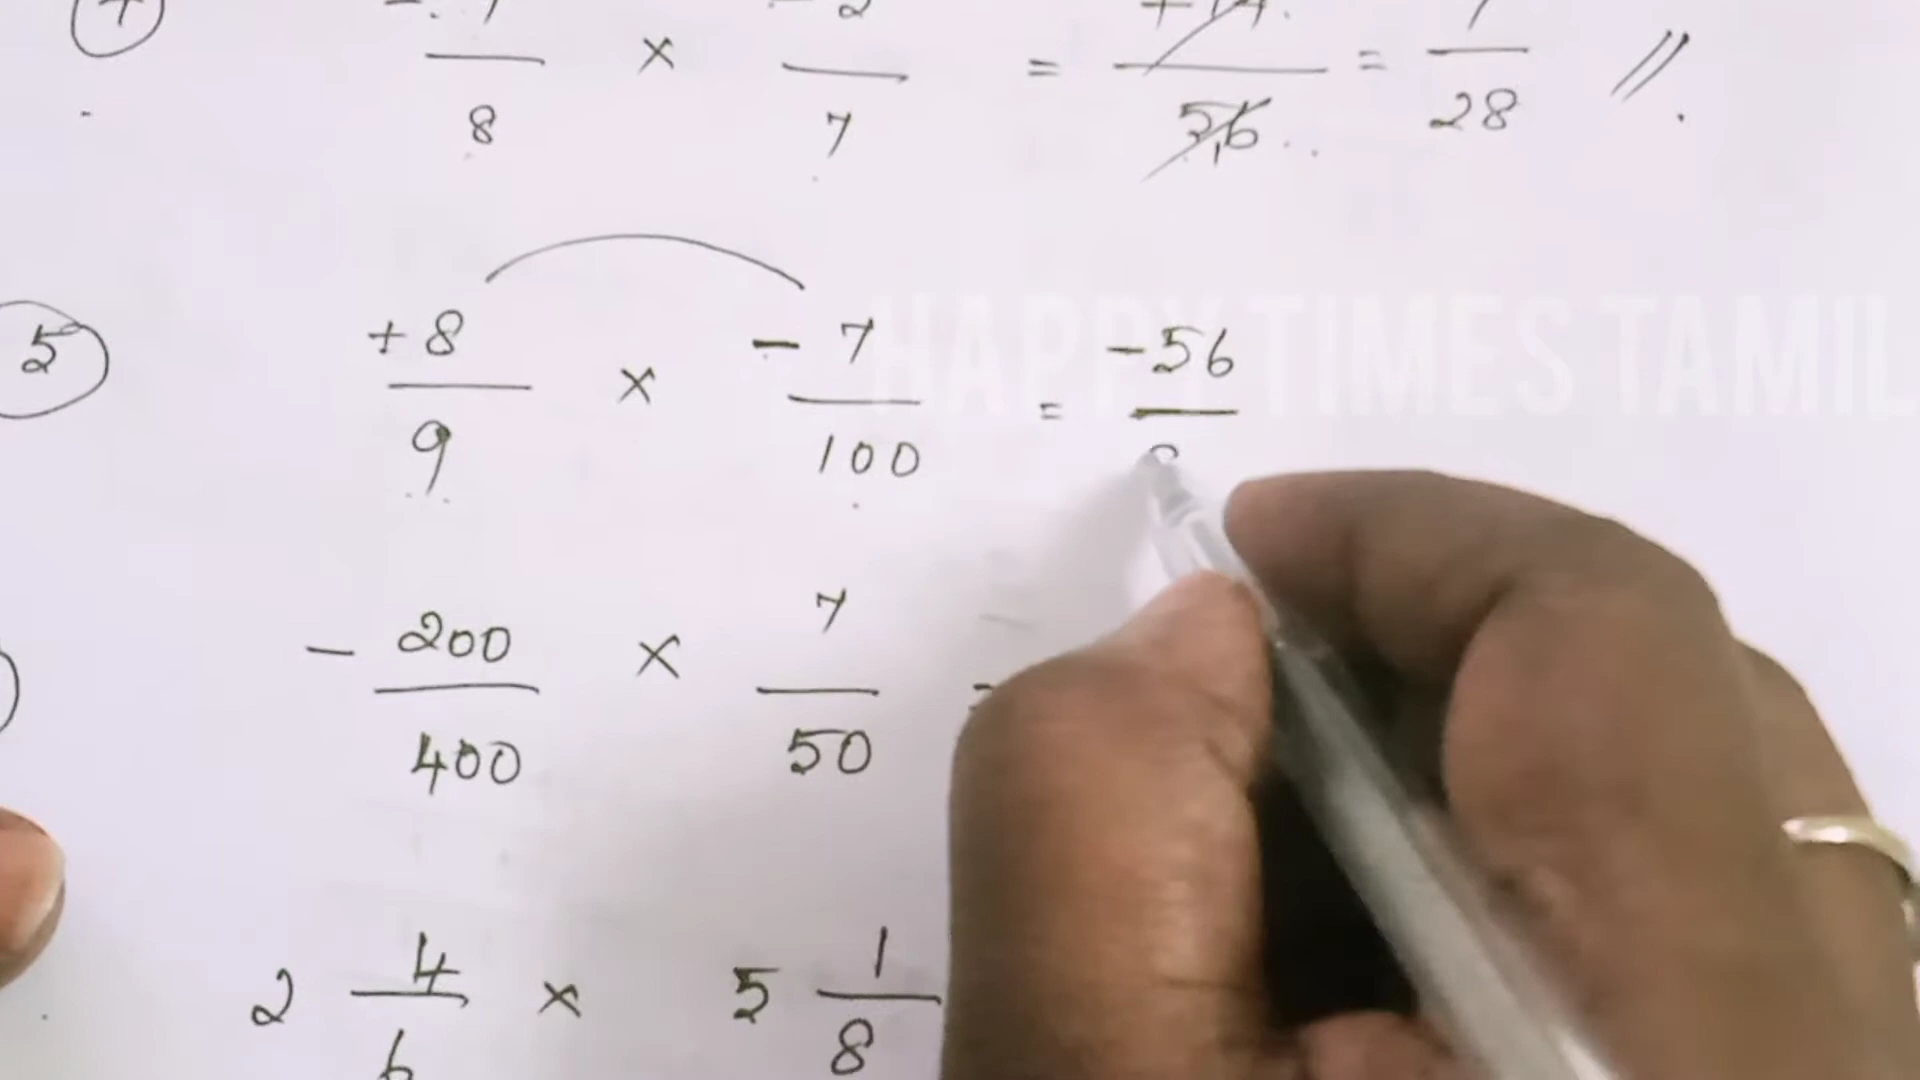 8 × 7 = 56 = 28 //.
5 +8/9 × -7/100 = -56/
-200/400 × 7/50 =
2 4/6 × 5 1/8
HAPPY TIMES TAMIL